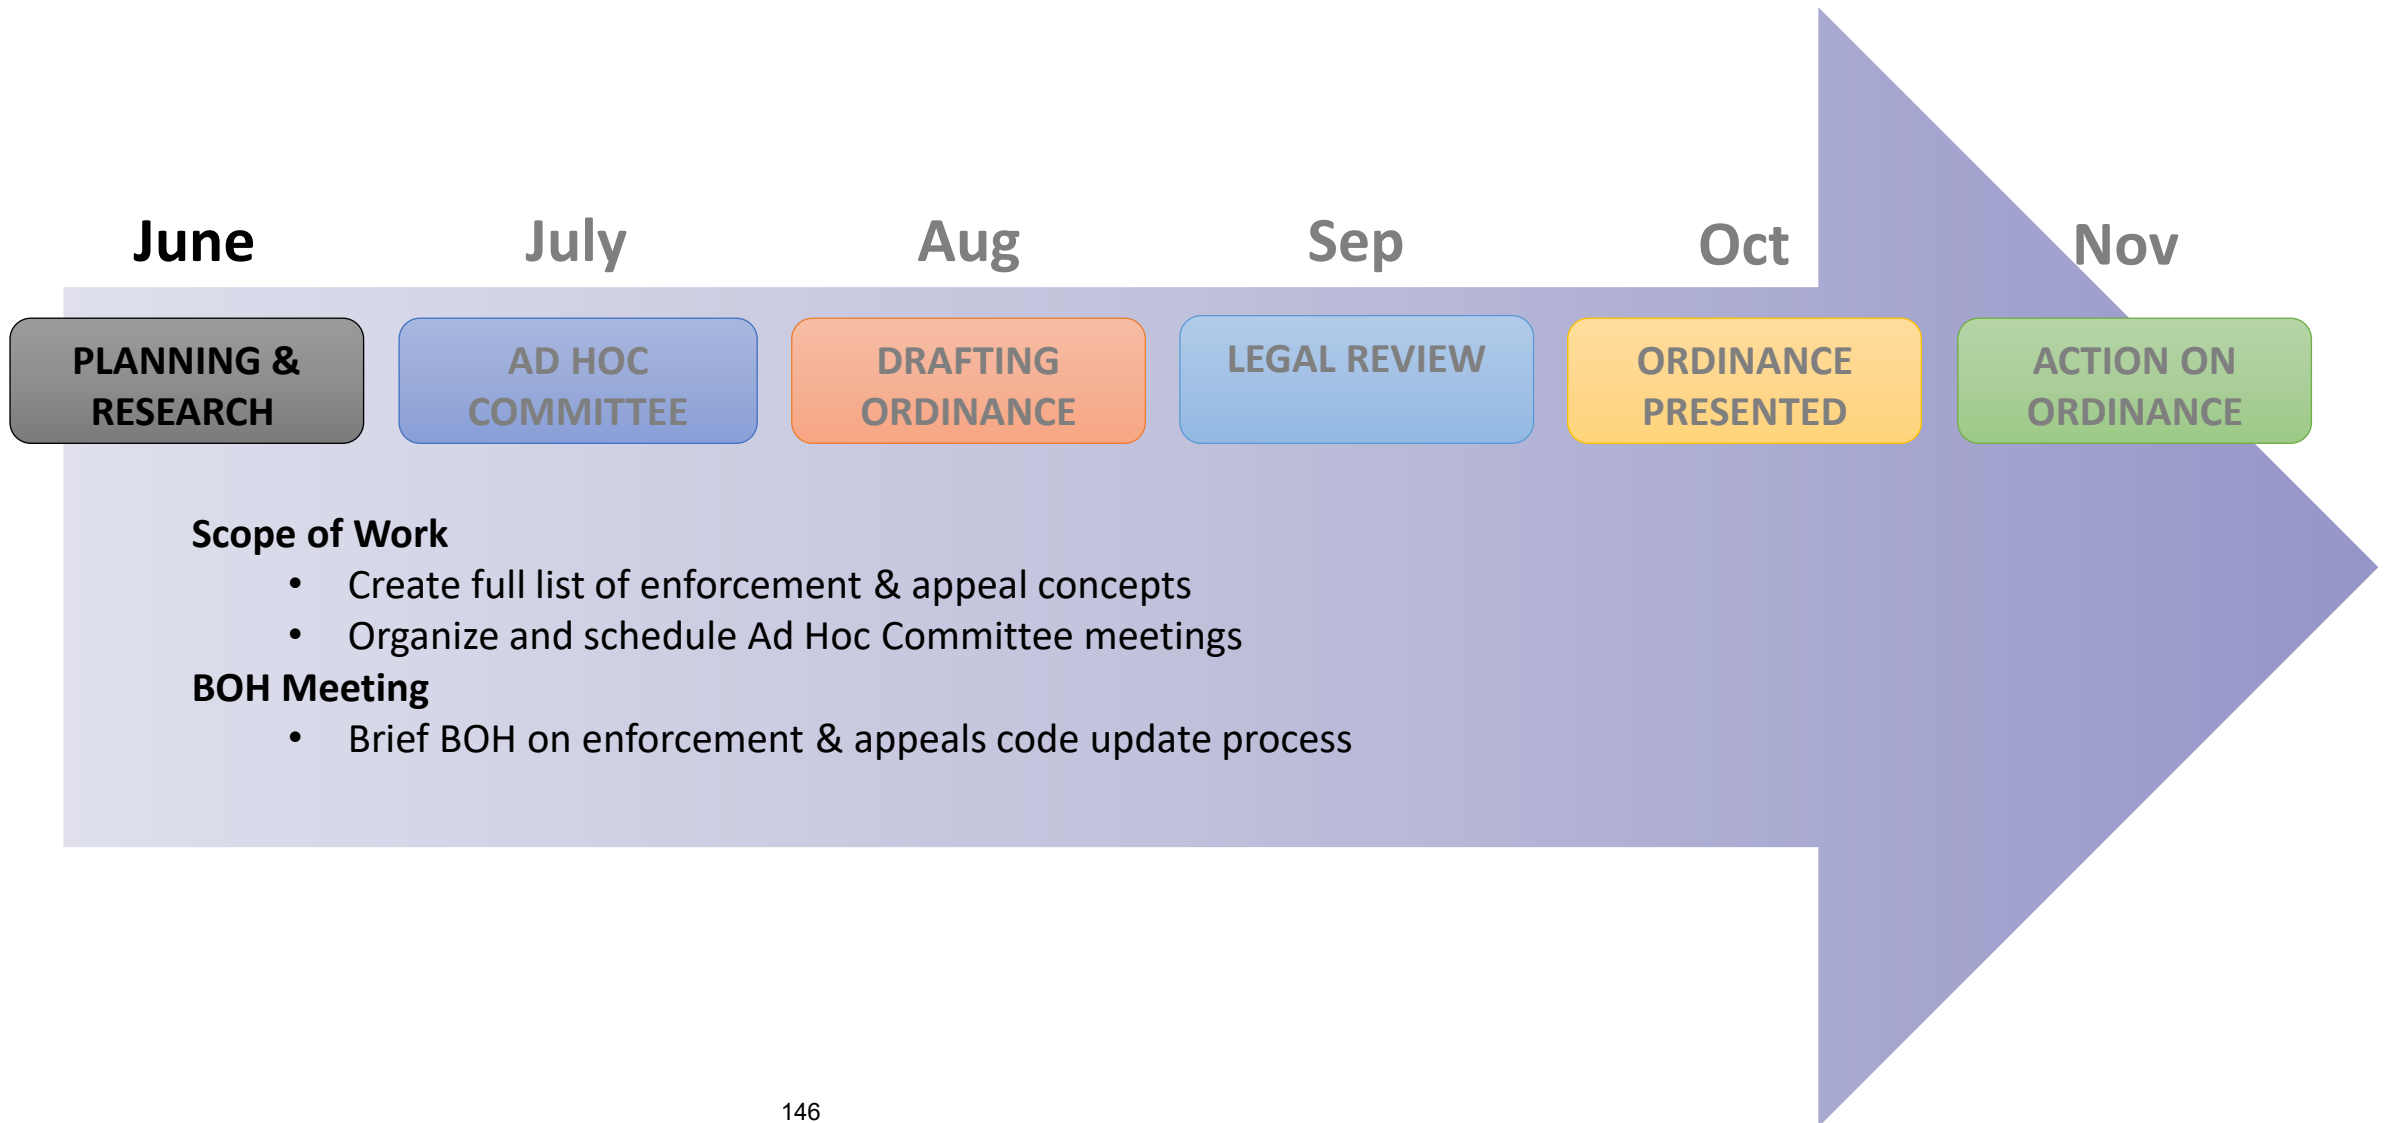 June July Aug Sep Oct Nov
PLANNING & RESEARCH
AD HOC COMMITTEE
DRAFTING ORDINANCE
LEGAL REVIEW
ORDINANCE PRESENTED
ACTION ON ORDINANCE
Scope of Work
• Create full list of enforcement & appeal concepts
• Organize and schedule Ad Hoc Committee meetings
BOH Meeting
• Brief BOH on enforcement & appeals code update process
146